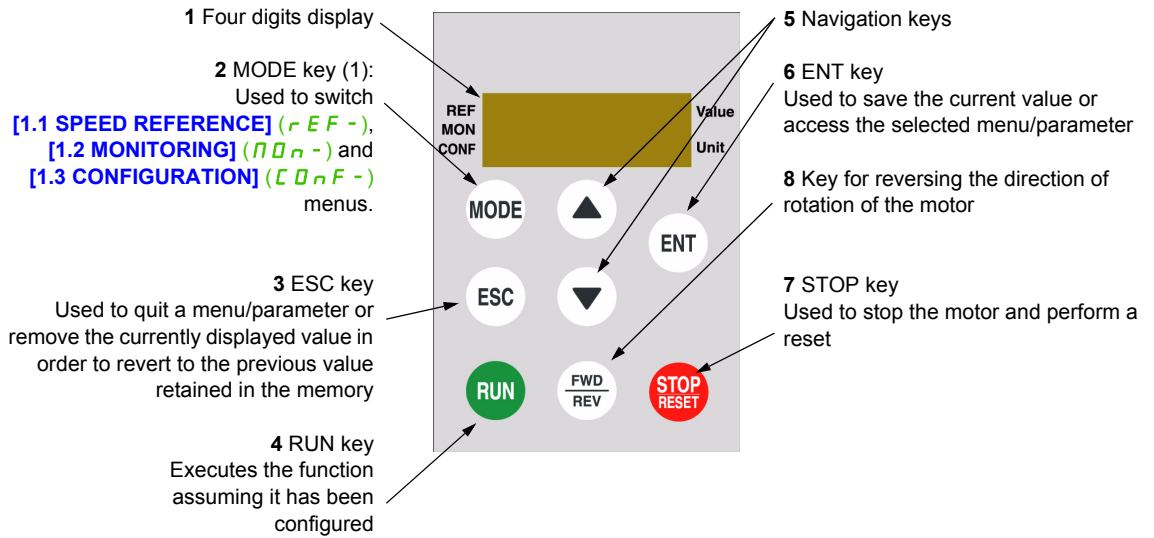 1 Four digits display
2 MODE key (1):
Used to switch
[1.1 SPEED REFERENCE] (rEF-),
[1.2 MONITORING] (MOn-) and
[1.3 CONFIGURATION] (COnF-)
menus.
3 ESC key
Used to quit a menu/parameter or
remove the currently displayed value in
order to revert to the previous value
retained in the memory
4 RUN key
Executes the function
assuming it has been
configured
REF
MON
CONF
Value
Unit
MODE
ENT
ESC
RUN
FWD
REV
STOP
RESET
5 Navigation keys
6 ENT key
Used to save the current value or
access the selected menu/parameter
8 Key for reversing the direction of
rotation of the motor
7 STOP key
Used to stop the motor and perform a
reset